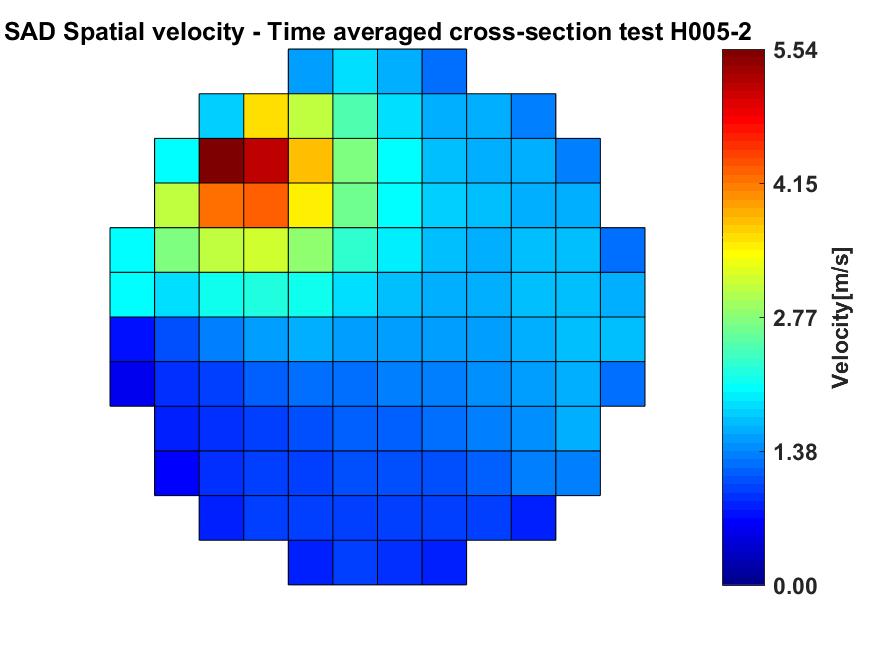 SAD Spatial velocity - Time averaged cross-section test H005-2
5.54
4.15
2.77
1.38
0.00
Velocity[m/s]